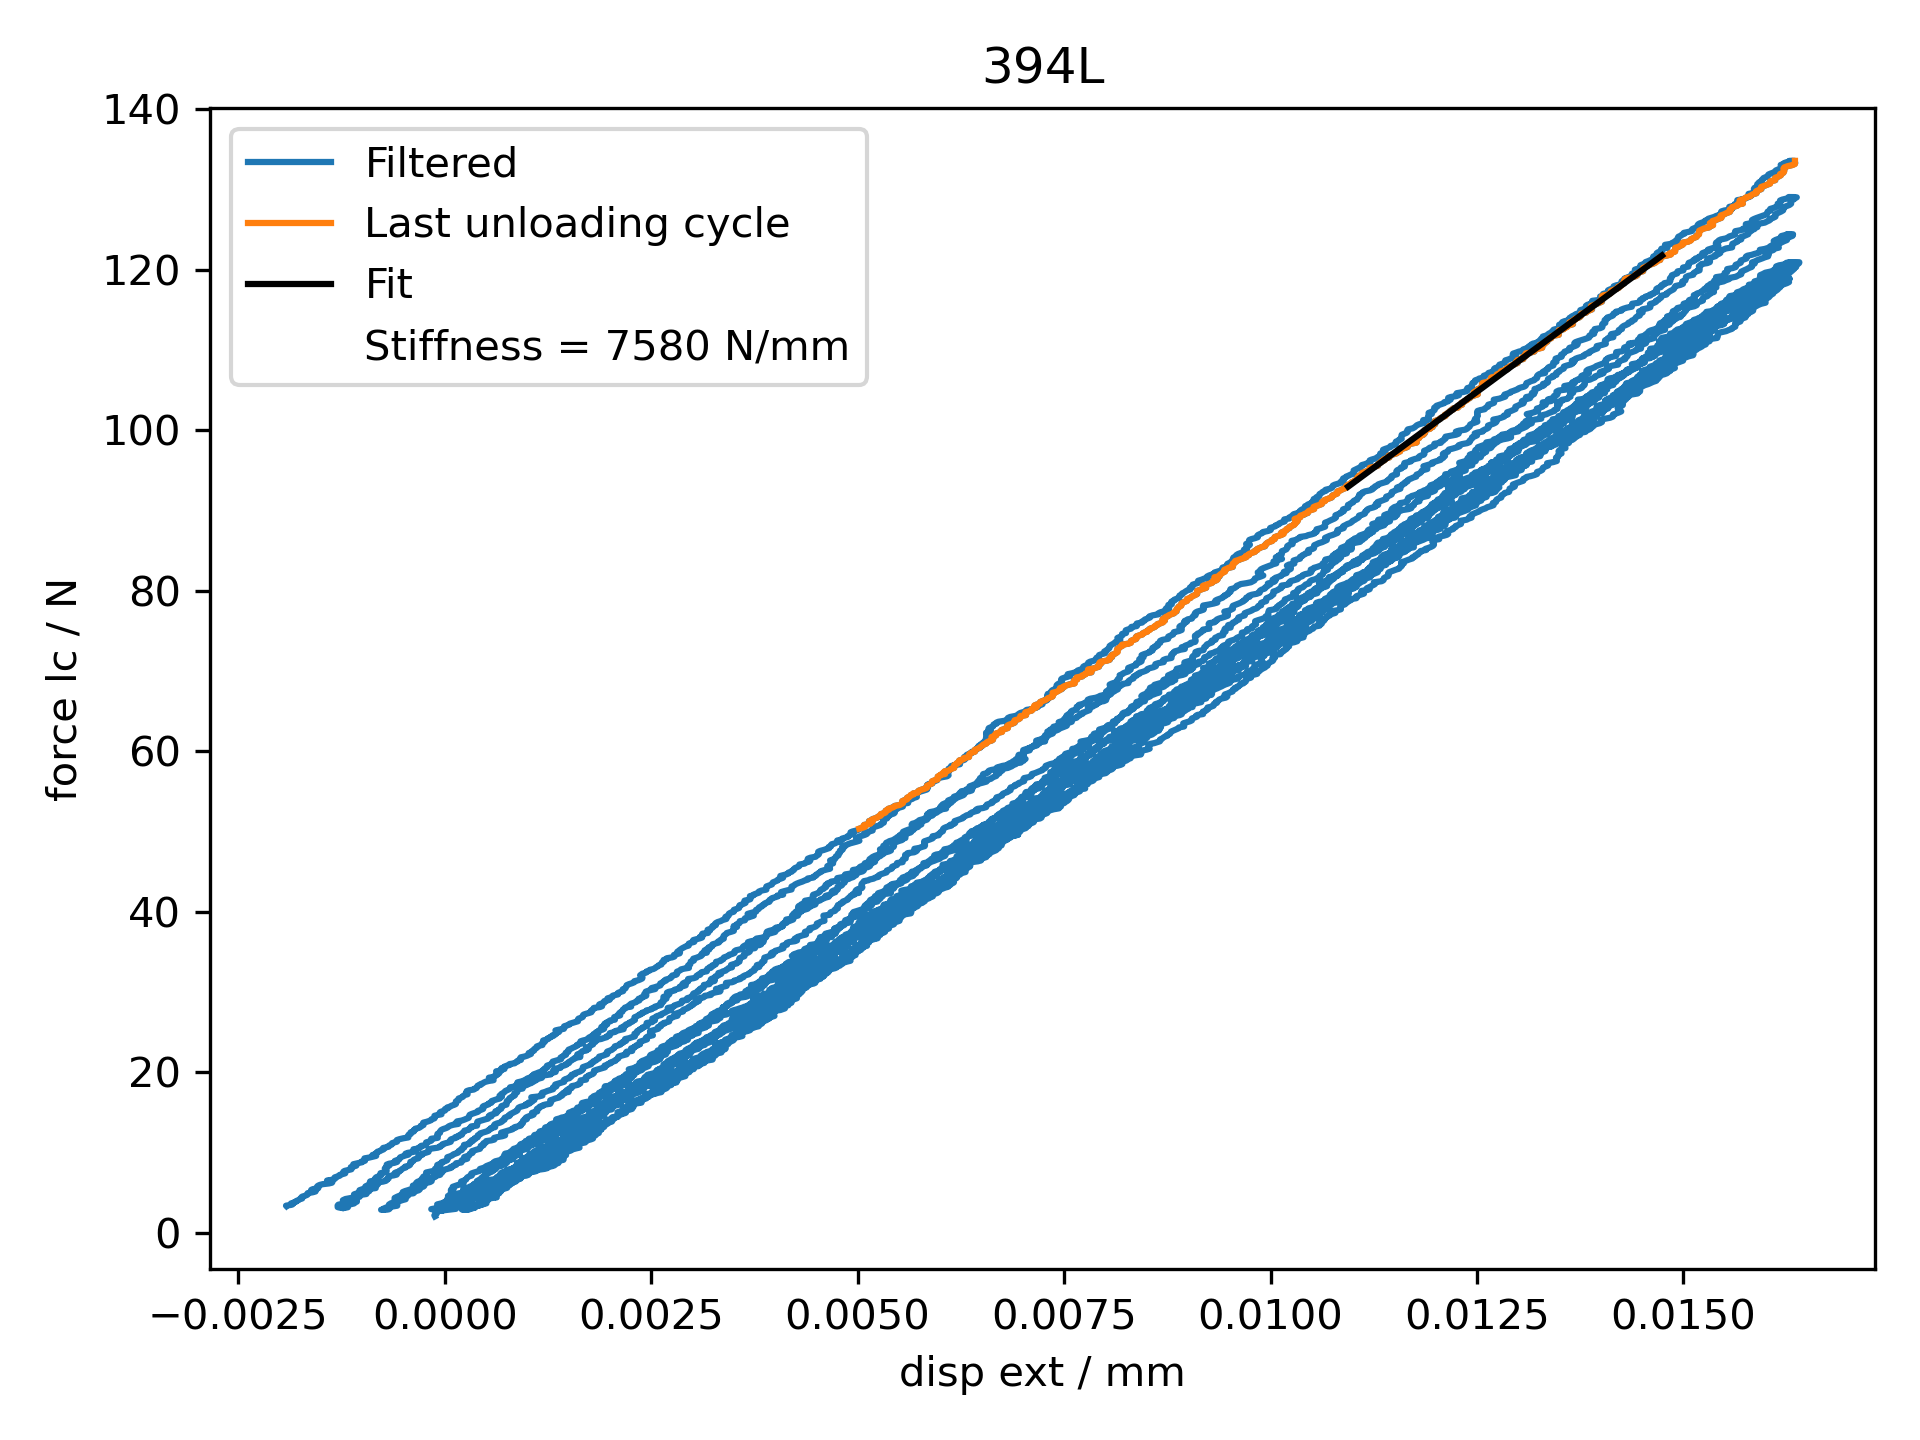 394L
140
120
100
80
60
40
20
0
force lc / N
Filtered
Last unloading cycle
Fit
Stiffness = 7580 N/mm
−0.0025 0.0000 0.0025 0.0050 0.0075 0.0100 0.0125 0.0150
disp ext / mm